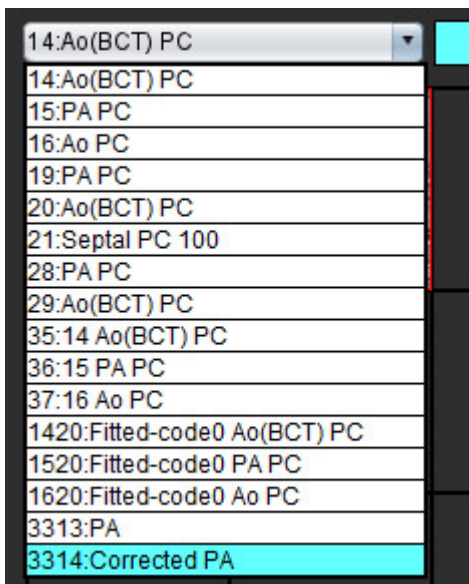 14:Ao(BCT) PC
14:Ao(BCT) PC
15:PA PC
16:Ao PC
19:PA PC
20:Ao(BCT) PC
21:Septal PC 100
28:PA PC
29:Ao(BCT) PC
35:14 Ao(BCT) PC
36:15 PA PC
37:16 Ao PC
1420:Fitted-code0 Ao(BCT) PC
1520:Fitted-code0 PA PC
1620:Fitted-code0 Ao PC
3313:PA
3314:Corrected PA